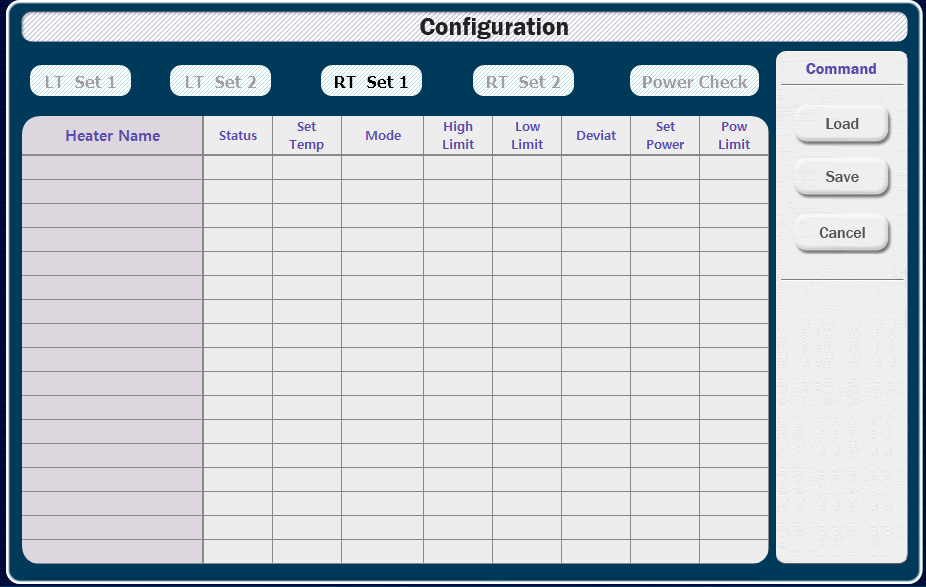 Configuration
LT Set 1
LT Set 2
RT Set 1
RT Set 2
Power Check
Command
Heater Name
Status
Set
Temp
Mode
High
Limit
Low
Limit
Deviat
Set
Power
Pow
Limit
Load
Save
Cancel